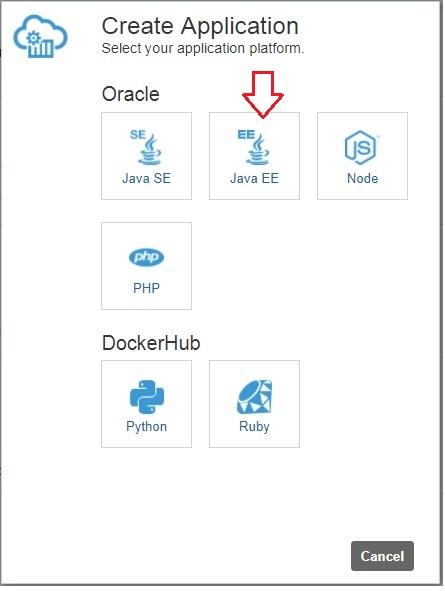 Create Application
Select your application platform.
Oracle
SE
EE
JS
Java SE
Java EE
Node
php
PHP
DockerHub
Python
Ruby
Cancel